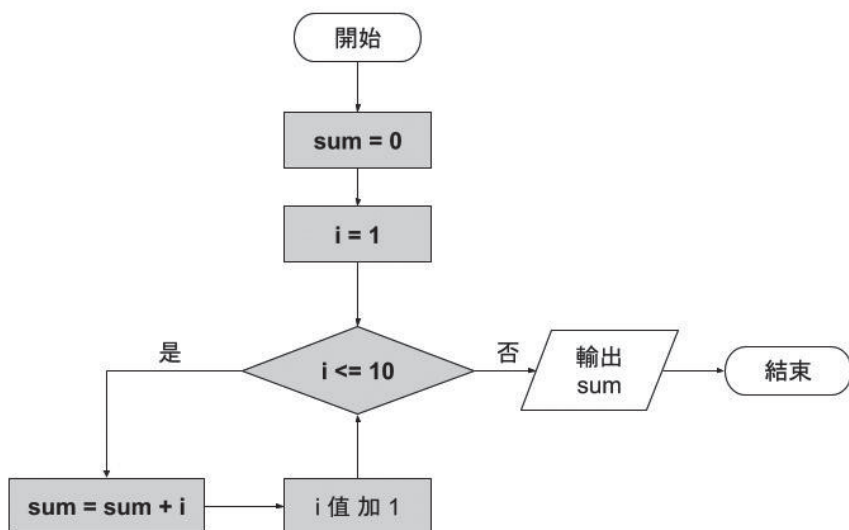 開始
sum = 0
i = 1
是
i <= 10
否
輸出
sum
結束
sum = sum + i
i 值 加 1